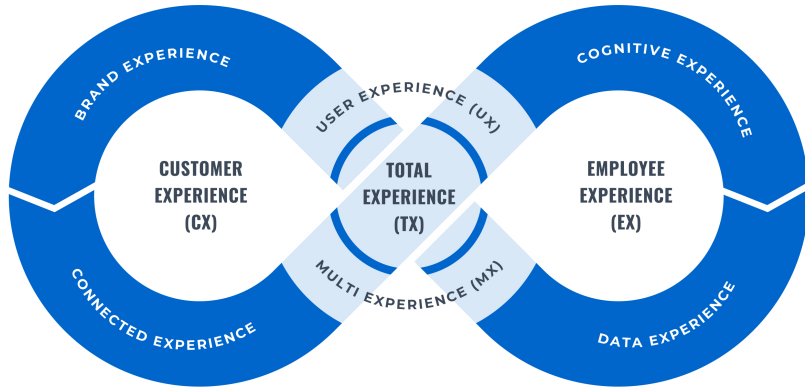 BRAND EXPERIENCE
USER EXPERIENCE (UX)
COGNITIVE EXPERIENCE
CUSTOMER
EXPERIENCE
(CX)
TOTAL
EXPERIENCE
(TX)
EMPLOYEE
EXPERIENCE
(EX)
CONNECTED EXPERIENCE
MULTI EXPERIENCE (MX)
DATA EXPERIENCE